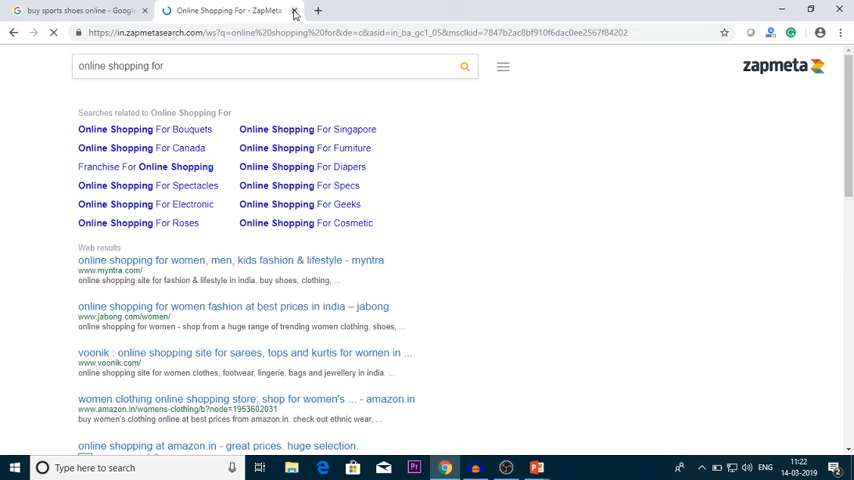 buy sports shoes online - Google
Online Shopping For - ZapMeta
https://in.zapmetasearch.com/ws?q=online%20shopping%20for&de=c&asid=in_ba_gc1_05&msclkid=7847b2ac8bf910f6dac0ee2567f84202
online shopping for
zapmeta
Searches related to Online Shopping For
Online Shopping For Bouquets
Online Shopping For Singapore
Online Shopping For Canada
Online Shopping For Furniture
Franchise For Online Shopping
Online Shopping For Diapers
Online Shopping For Spectacles
Online Shopping For Specs
Online Shopping For Electronic
Online Shopping For Geeks
Online Shopping For Roses
Online Shopping For Cosmetic
Web results
online shopping for women, men, kids fashion & lifestyle - myntra
www.myntra.com/
online shopping site for fashion & lifestyle in india. buy shoes, clothing, ...
online shopping for women fashion at best prices in india – jabong
www.jabong.com/women/
online shopping for women - shop from a huge range of trending women clothing, shoes, ...
voonik : online shopping site for sarees, tops and kurtis for women in ...
www.voonik.com/
online shopping site for women clothes, footwear, lingerie, bags and jewellery in india. ...
women clothing online shopping store: shop for women's ... - amazon.in
www.amazon.in/womens-clothing/b?node=1953602031
buy women's clothing online at best prices from amazon.in. check out ethnic wear, ...
online shopping at amazon.in - great prices. huge selection.
Type here to search
Pr
ENG
11:22
14-03-2019
2